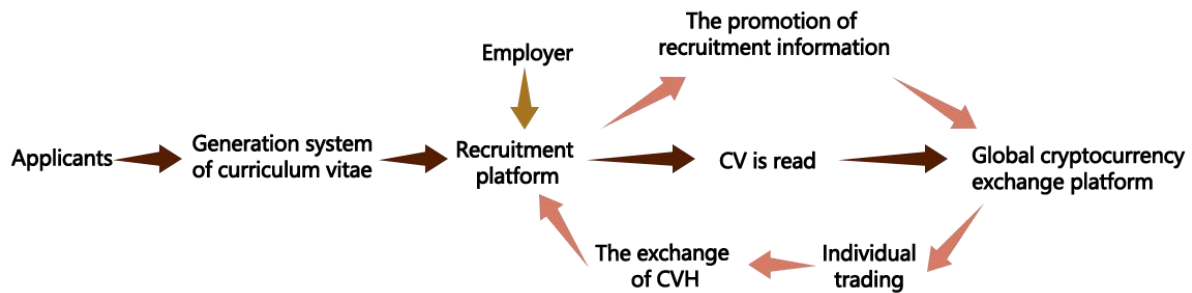 The promotion of
recruitment information
Employer
Applicants
Generation system
of curriculum vitae
Recruitment
platform
CV is read
Global cryptocurrency
exchange platform
The exchange
of CVH
Individual
trading